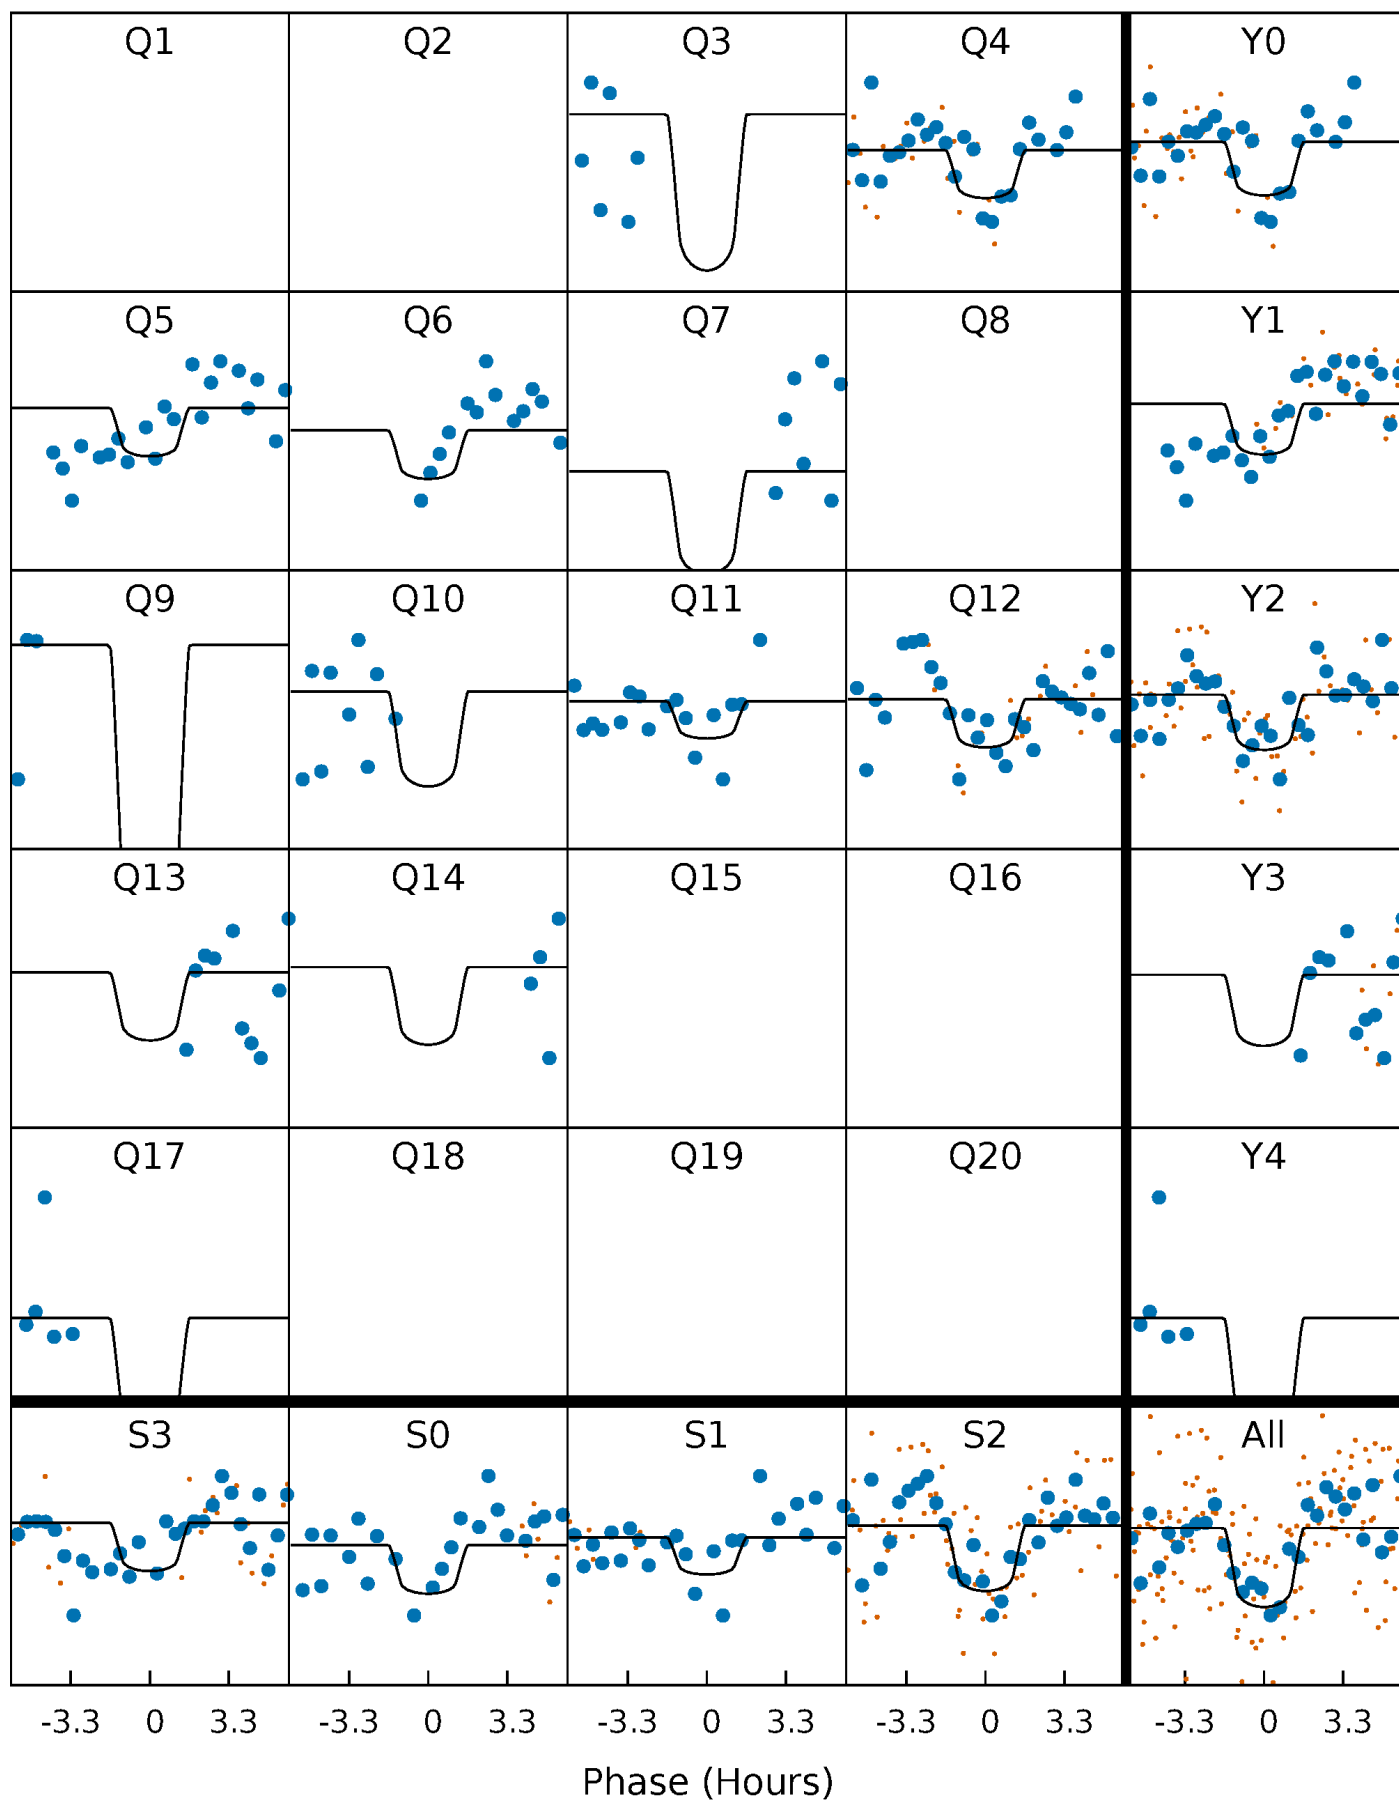 Q1 Q2 Q3 Q4 Y0
Q5 Q6 Q7 Q8 Y1
Q9 Q10 Q11 Q12 Y2
Q13 Q14 Q15 Q16 Y3
Q17 Q18 Q19 Q20 Y4
S3 S0 S1 S2 All
-3.3 0 3.3 -3.3 0 3.3 -3.3 0 3.3 -3.3 0 3.3 -3.3 0 3.3
Phase (Hours)